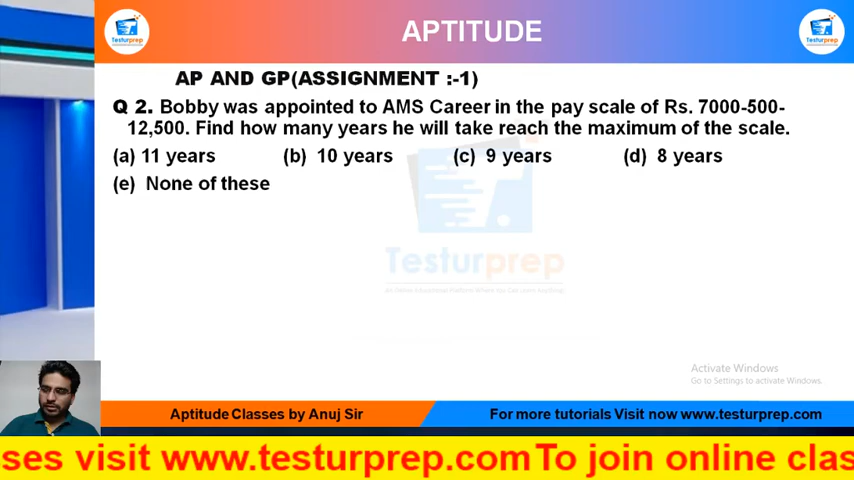 APTITUDE
Testurprep
Testurprep
AP AND GP(ASSIGNMENT :-1)
Q 2. Bobby was appointed to AMS Career in the pay scale of Rs. 7000-500-
12,500. Find how many years he will take reach the maximum of the scale.
(a) 11 years (b) 10 years (c) 9 years (d) 8 years
(e) None of these
Testurprep
Activate Windows
Go to Settings to activate Windows.
Aptitude Classes by Anuj Sir For more tutorials Visit now www.testurprep.com
ses visit www.testurprep.com To join online clas